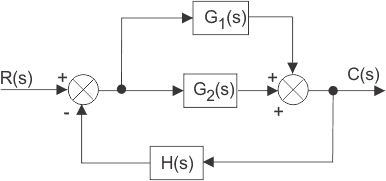 G₁(s)
R(s) + + C(s)
G₂(s)
- +
H(s)